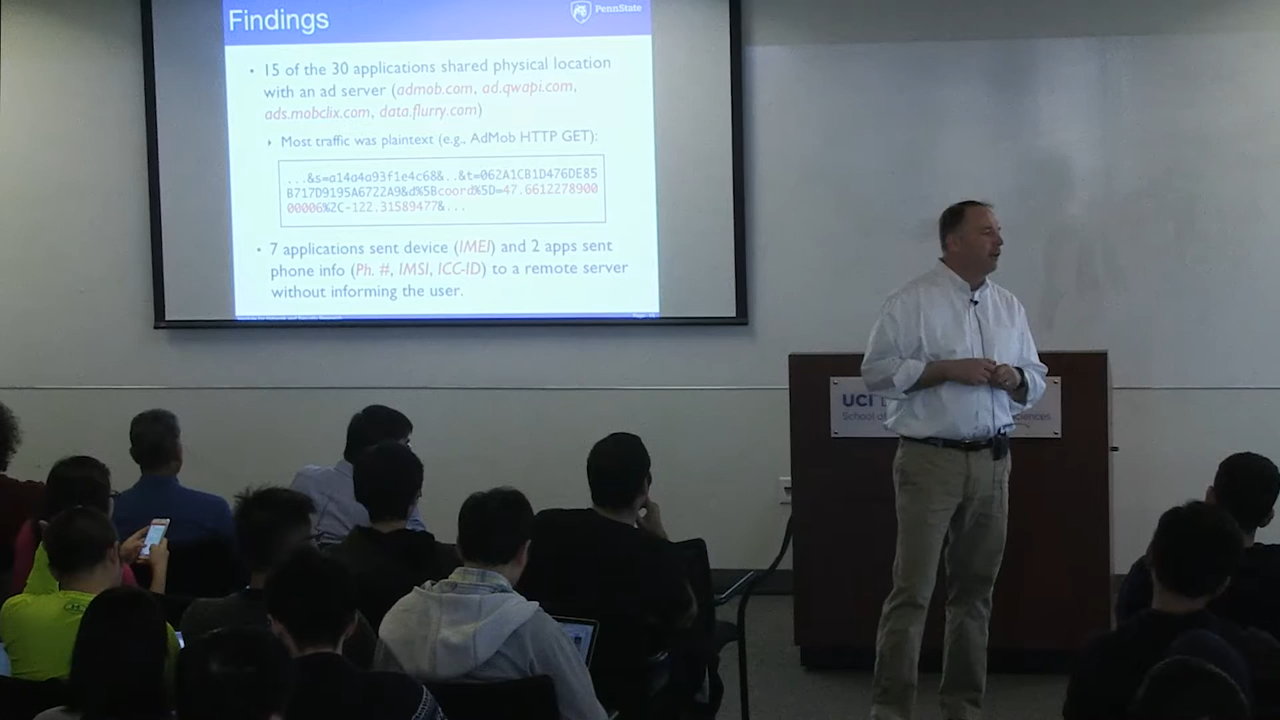 Findings
PennState
• 15 of the 30 applications shared physical location
with an ad server (admob.com, ad.qwapi.com,
ads.mobclix.com, data.flurry.com)
‣ Most traffic was plaintext (e.g., AdMob HTTP GET):
...&s=a14a4a93f1e4c68&..&t=062A1CB1D476DE85
B717D9195A6722A9&d%5Bcoord%5D=47.6612278900
00006%2C-122.31589477&...
• 7 applications sent device (IMEI) and 2 apps sent
phone info (Ph. #, IMSI, ICC-ID) to a remote server
without informing the user.
Page
UCI
School of